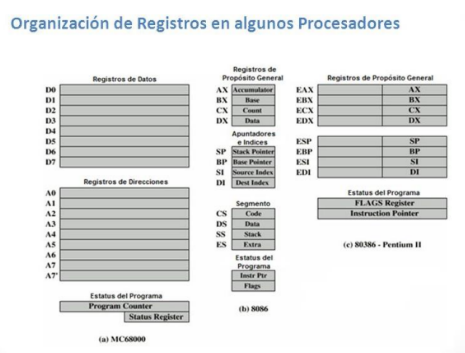 Organización de Registros en algunos Procesadores
Registros de Datos
D0
D1
D2
D3
D4
D5
D6
D7
Registros de Direcciones
A0
A1
A2
A3
A4
A5
A6
A7
A7'
Estatus del Programa
Program Counter
Status Register
(a) MC68000
Registros de
Propósito General
AX Accumulator
BX Base
CX Count
DX Data
Apuntadores
e Indices
SP Stack Pointer
BP Base Pointer
SI Source Index
DI Dest Index
Segmento
CS Code
DS Data
SS Stack
ES Extra
Estatus del
Programa
Instr Ptr
Flags
(b) 8086
Registros de Propósito General
EAX AX
EBX BX
ECX CX
EDX DX
ESP SP
EBP BP
ESI SI
EDI DI
Estatus del Programa
FLAGS Register
Instruction Pointer
(c) 80386 - Pentium II